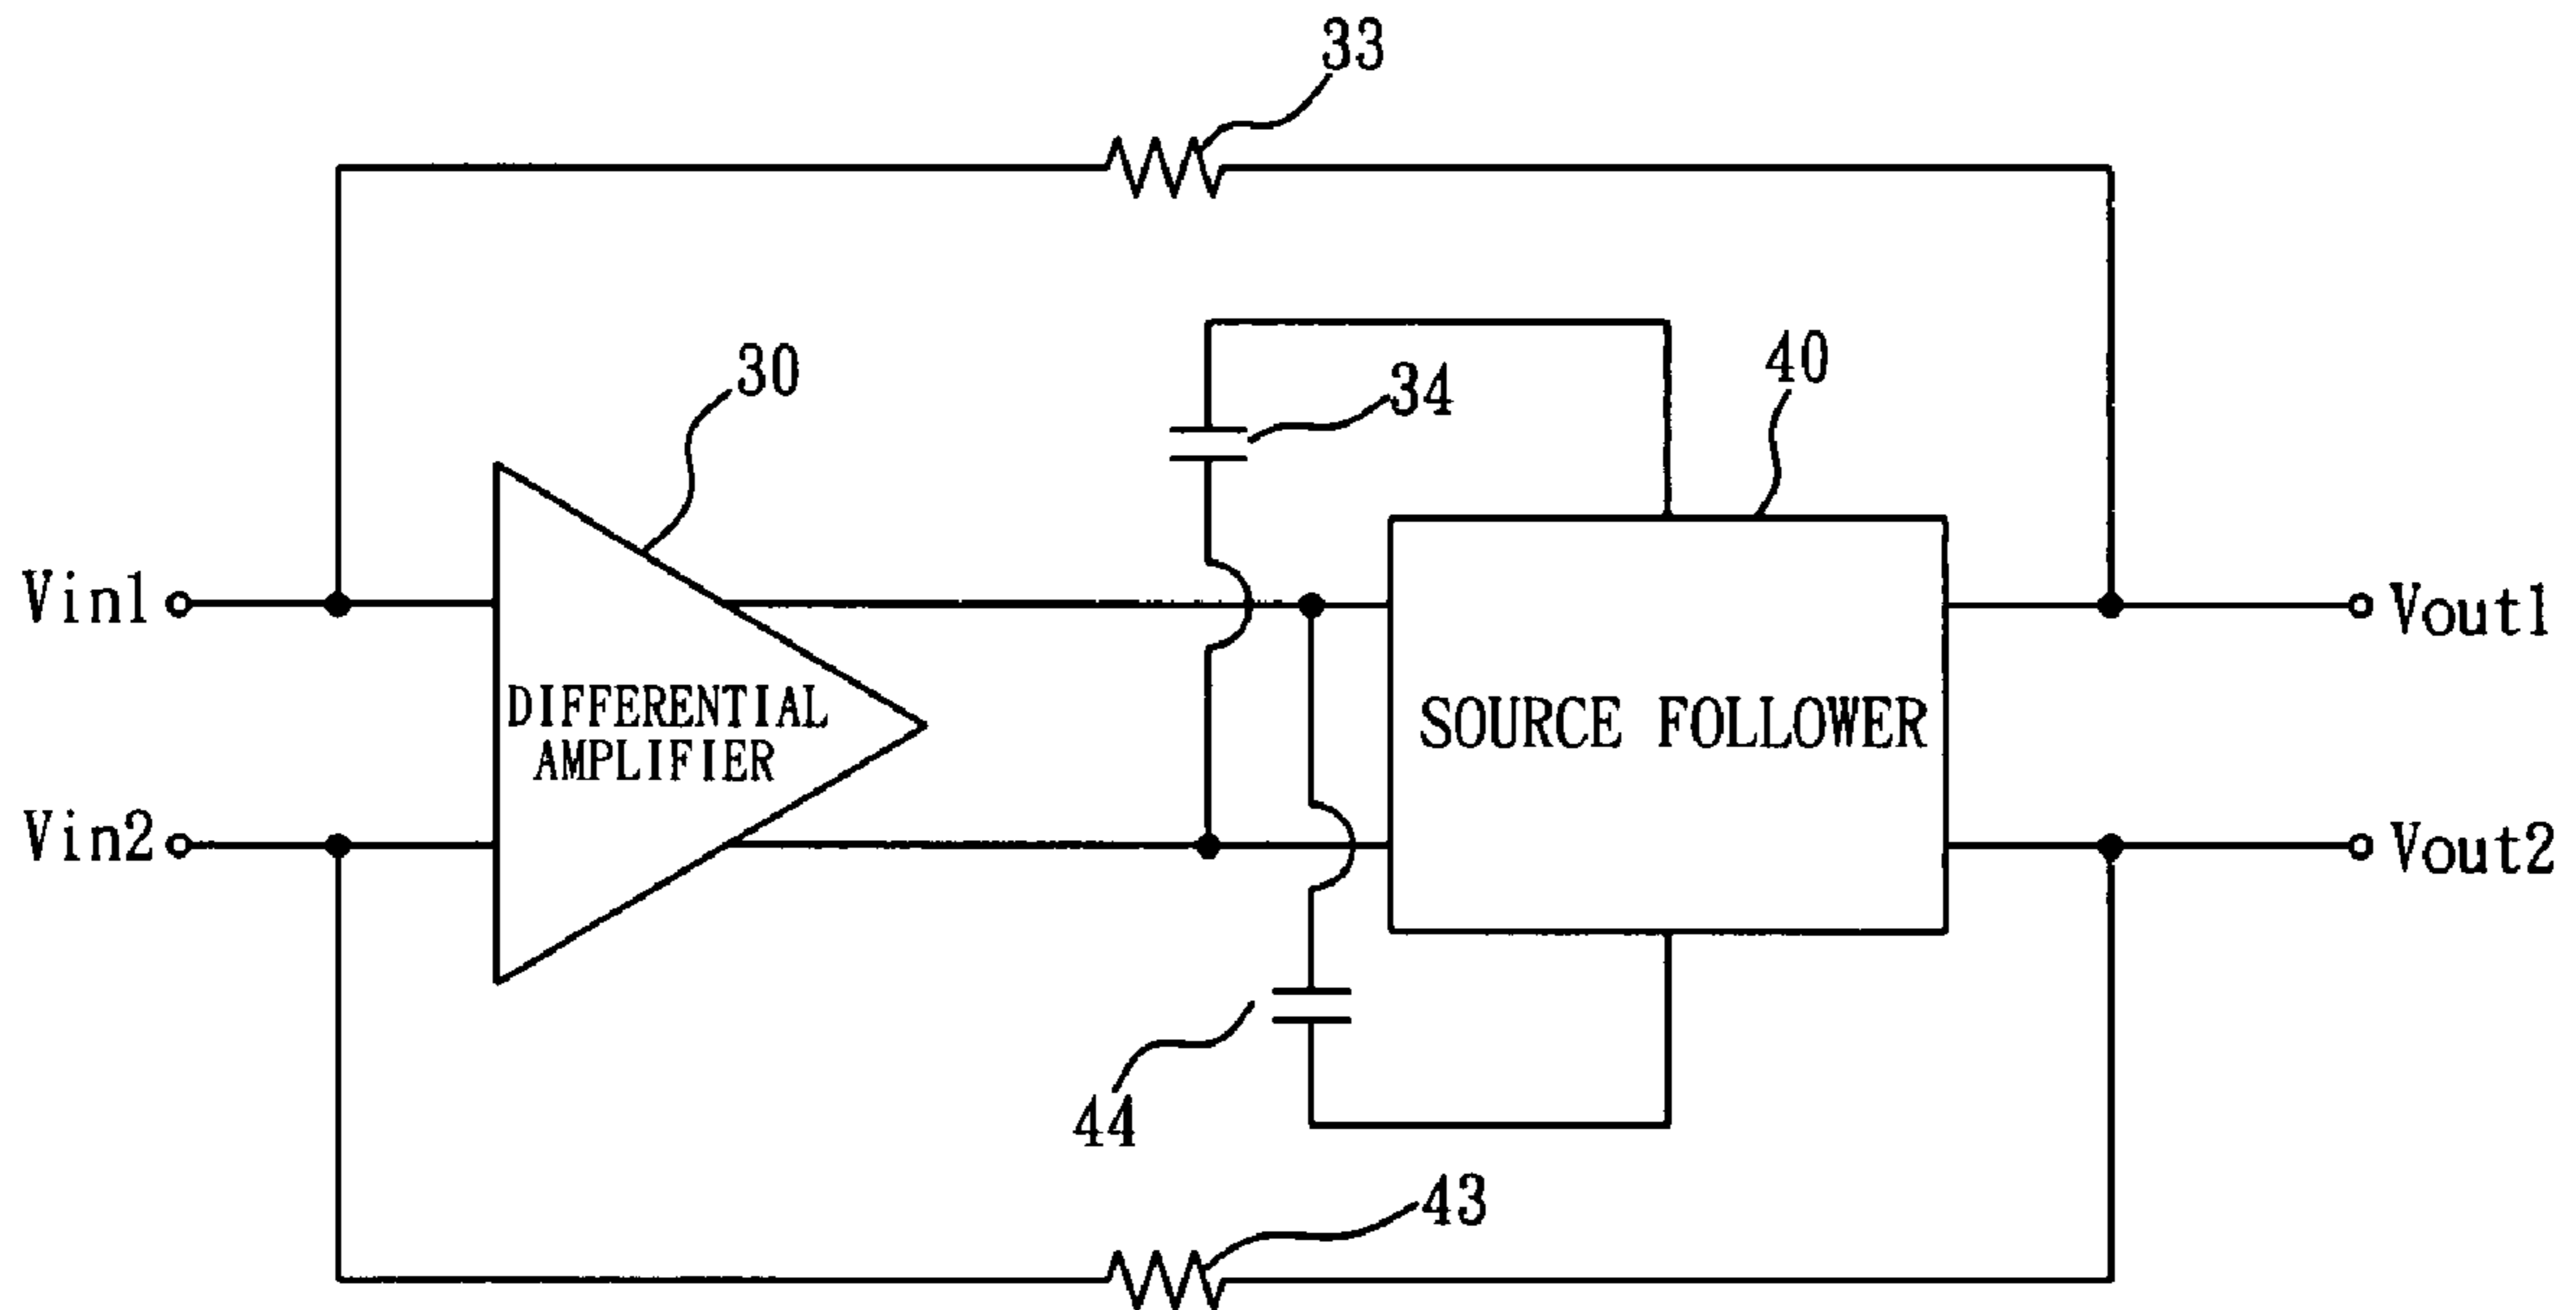 33
30
34
40
Vin1
Vout1
DIFFERENTIAL
AMPLIFIER
SOURCE FOLLOWER
Vin2
Vout2
44
43